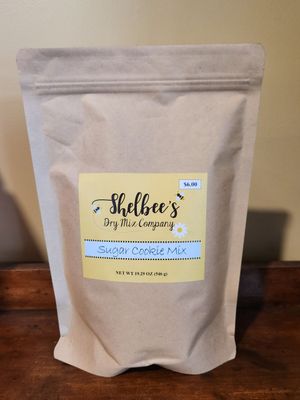 $6.00
Shelbee's
Dry Mix Company
Sugar Cookie Mix
NET WT 19.29 OZ (546 g)